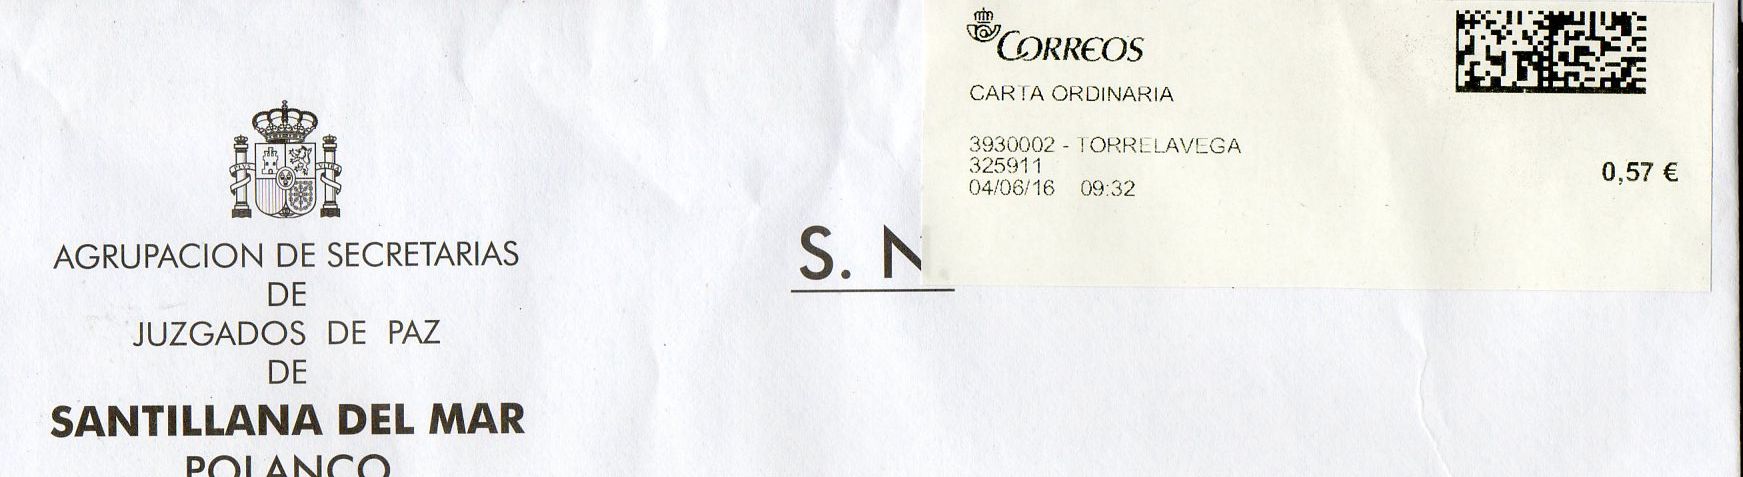 AGRUPACION DE SECRETARIAS
DE
JUZGADOS DE PAZ
DE
SANTILLANA DEL MAR
POLANCO
S. N
CORREOS
CARTA ORDINARIA
3930002 - TORRELAVEGA
325911
04/06/16 09:32
0,57 €